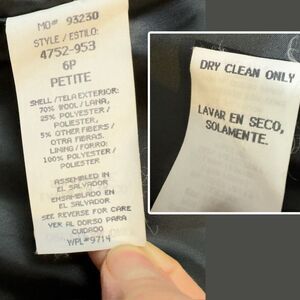 MO# 93230
STYLE / ESTILO:
4752-953
6P
PETITE
SHELL/TELA EXTERIOR:
70% WOOL/LANA,
25% POLYESTER /
POLIESTER,
5% OTHER FIBERS /
OTRA FIBRAS.
LINING / FORRO:
100% POLYESTER /
POLIESTER
ASSEMBLED IN
EL SALVADOR
ENSAMBLADO EN
EL SALVADOR
SEE REVERSE FOR CARE
VER AL DORSO PARA
CUIDADO
WPL#9714
DRY CLEAN ONLY
LAVAR EN SECO,
SOLAMENTE.